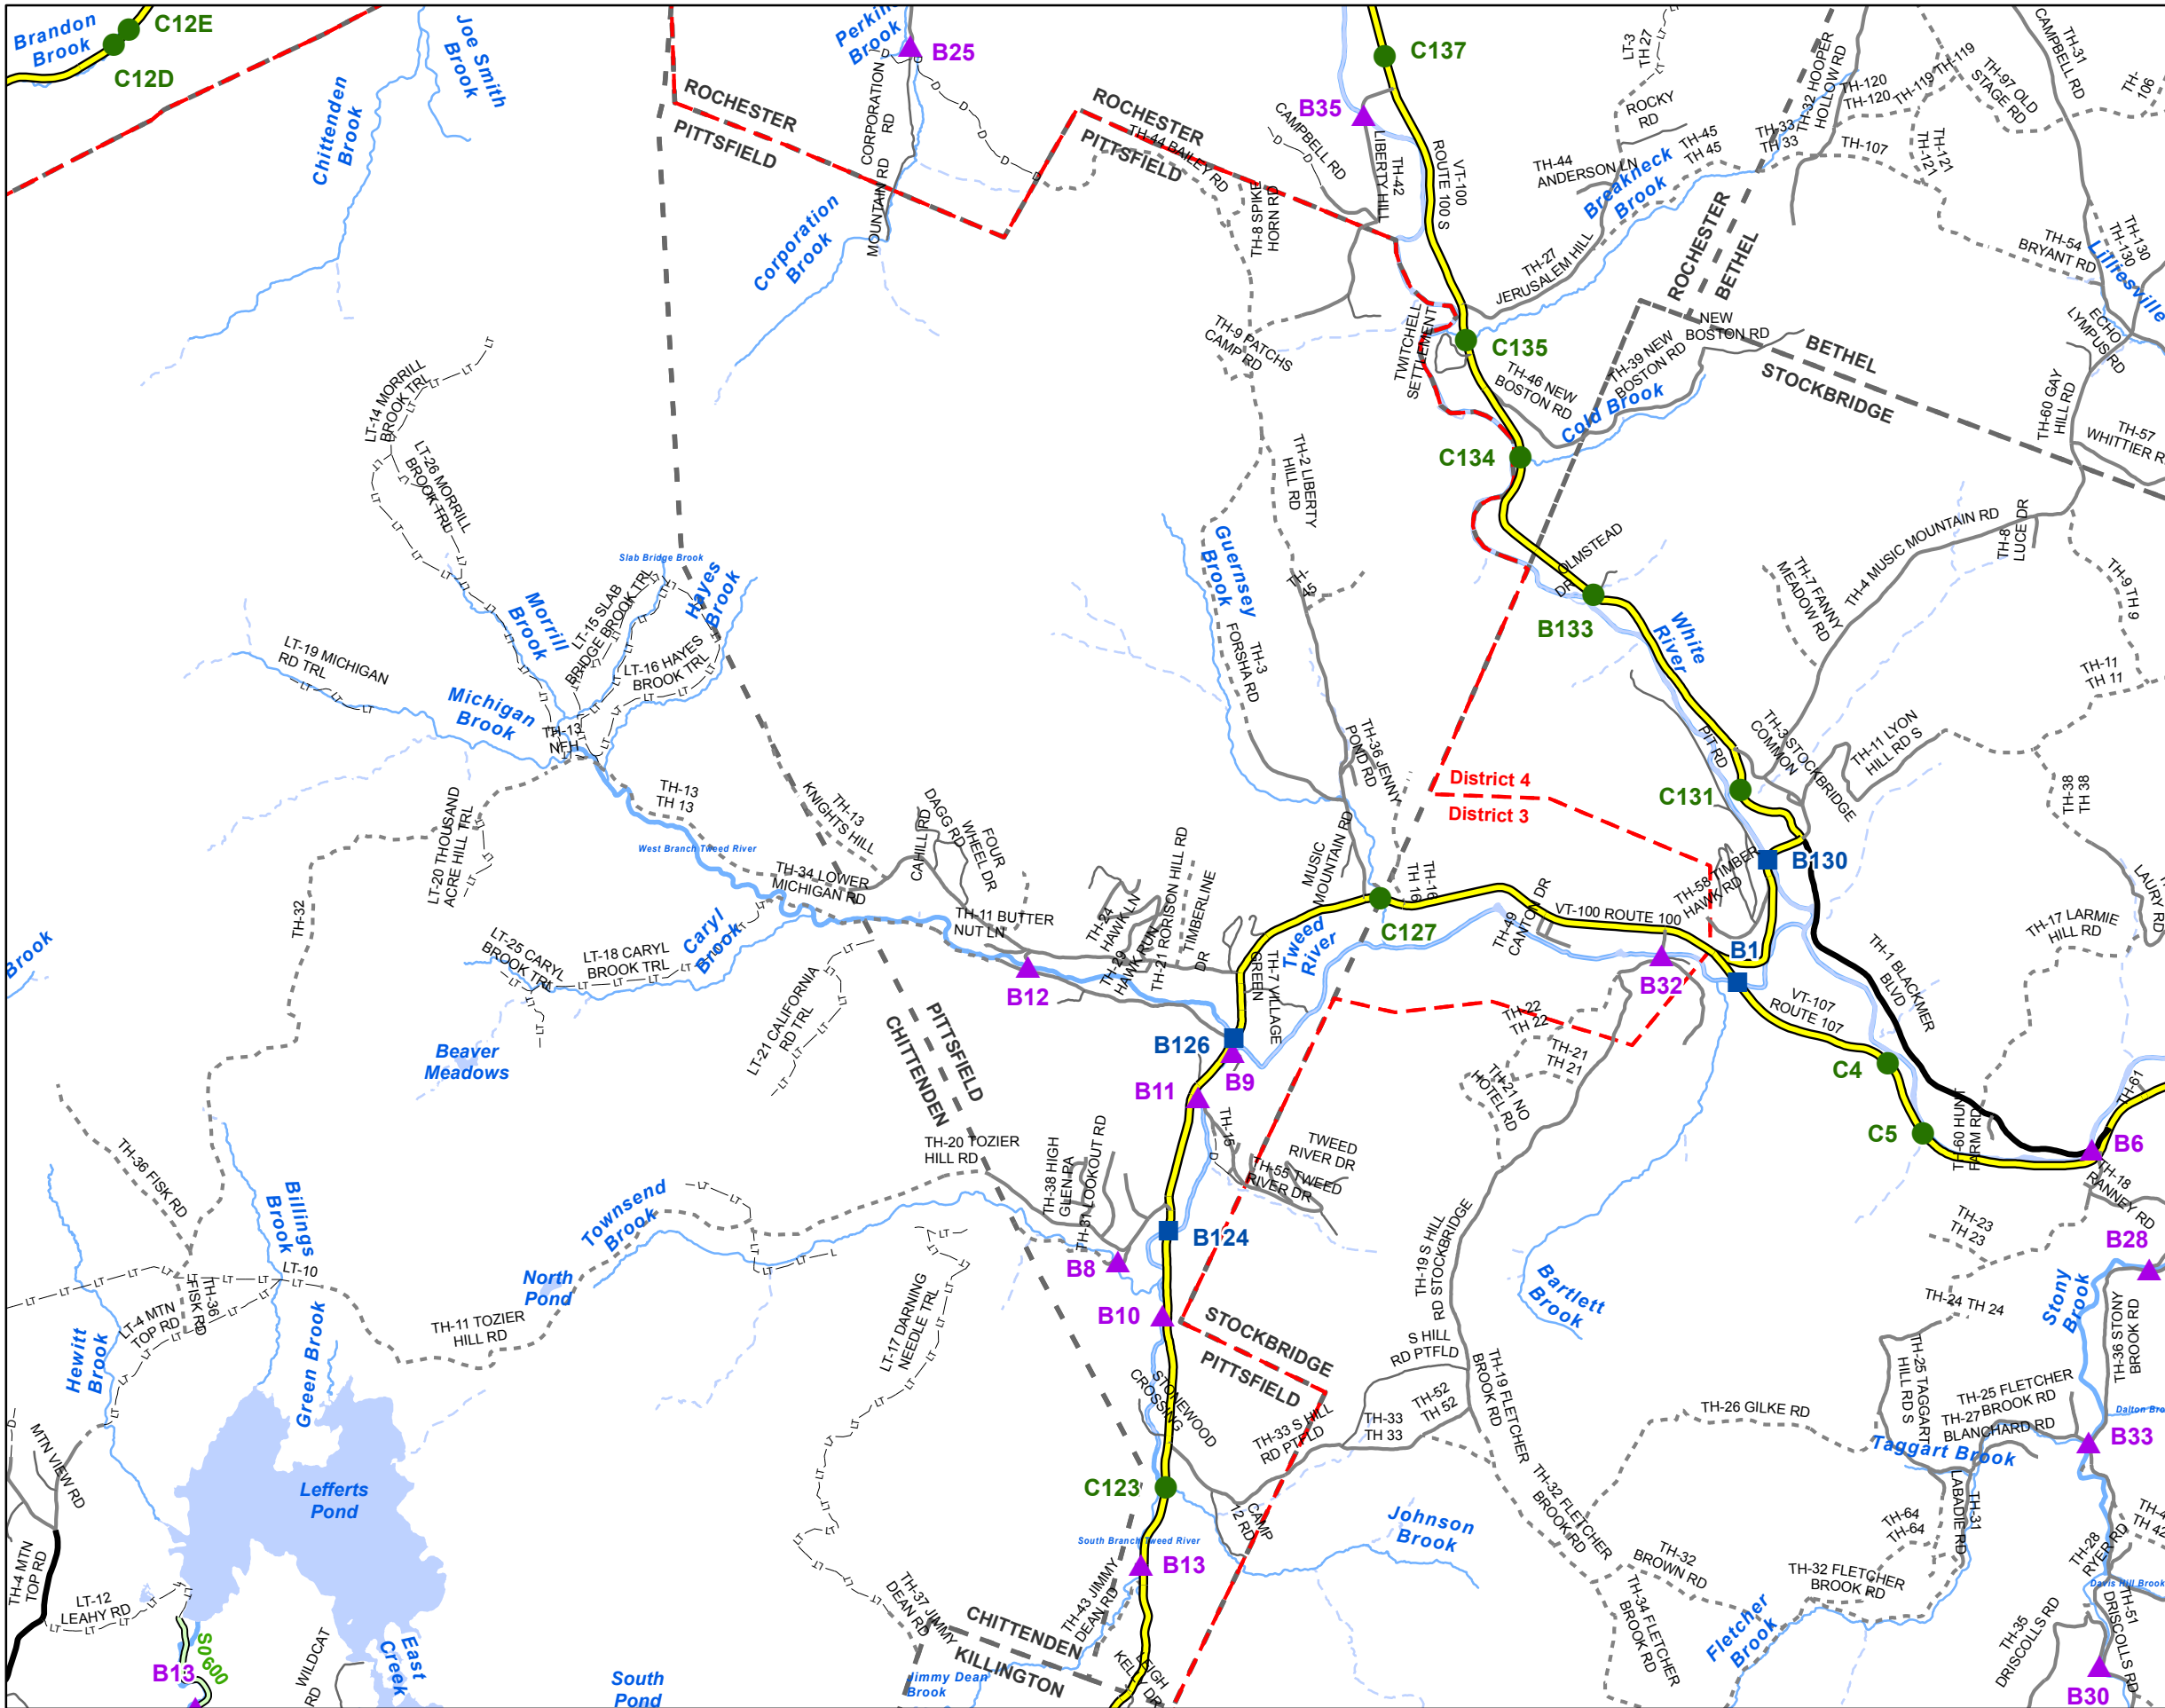 Brandon
Brook
C12E
C12D
Joe Smith
Brook
Chittenden
Brook
Brook
B25
CORPORATION
RD
MOUNTAIN RD
Corporation
Brook
ROCHESTER
PITTSFIELD
ROCHESTER
PITTSFIELD
TH-44 BAILEY RD
TH-8 SPIKE
HORN RD
CAMPBELL RD
B35
C137
TH-42
LIBERTY HILL
VT-100
ROUTE 100 S
LT-3
TH 27
ROCKY
RD
TH-44
ANDERSON LN
TH-45
TH 45
Breakneck
Brook
TH-33
TH 33
TH-32 HOOPER
HOLLOW RD
TH-120
TH-120
TH-119 TH-119
TH-97 OLD
STAGE RD
TH-31
CAMPBELL RD
TH-
106
TH-107
TH-121
TH-121
TH-130
TH-130
TH-54
BRYANT RD
Lilliesville
ECHO
LYMPUS RD
TH-27
JERUSALEM HILL
ROCHESTER
BETHEL
NEW
BOSTON RD
BETHEL
STOCKBRIDGE
TH-39 NEW
BOSTON RD
TH-46 NEW
BOSTON RD
Cold Brook
TWITCHELL
SETTLEMENT
C135
C134
TH-9 PATCHS
CAMP RD
TH-2 LIBERTY
HILL RD
TH-60 GAY
HILL RD
TH-57
WHITTIER R
LT-14 MORRILL
BROOK TRL
LT-26 MORRILL
BROOK TRL
Slab Bridge Brook
Hayes
Brook
Morrill
Brook
LT-15 SLAB
BRIDGE BROOK TRL
LT-16 HAYES
BROOK TRL
LT-19 MICHIGAN
RD TRL
Michigan
Brook
TH-13
NFH
TH-13
TH 13
West Branch Tweed River
TH-13
KNIGHTS HILL
LT-20 THOUSAND
ACRE HILL TRL
TH-32
TH-34 LOWER
MICHIGAN RD
CAHILL RD
DAGG RD
FOUR
WHEEL DR
TH-11 BUTTER
NUT LN
B12
TH-24
HAWK LN
TH-29
HAWK RUN
TH-21 RORISON HILL RD
TIMBERLINE
DR
Guernsey
Brook
TH-3
FORSHA RD
TH-
45
TH-36 JENNY
POND RD
MUSIC
MOUNTAIN RD
OLMSTEAD
B133
White
River
TH-7 FANNY
MEADOW RD
TH-4 MUSIC MOUNTAIN RD
TH-8
LUCE DR
TH-9 TH 9
TH-11
TH 11
PIT RD
TH-3 STOCKBRIDGE
COMMON
TH-11 LYON
HILL RD S
District 4
District 3
C131
B130
TH-38
TH 38
LAURY RD
TH-16
TH 16
C127
TH-49
CANTON DR
VT-100 ROUTE 100
TH-58 TIMBER
HAWK RD
B1
B32
TH-17 LARMIE
HILL RD
TH-1 BLACKMER
BLVD
VT-107
ROUTE 107
Tweed
River
TH-7 VILLAGE
GREEN
B126
B9
B11
TH-22
TH 22
TH-21
TH 21
TH-21 NO
HOTEL RD
C4
C5
TH-60 HUNT
FARM RD
TH-61
B6
TH-18
RANNEY RD
B28
Brook
LT-25 CARYL
BROOK TRL
LT-18 CARYL
BROOK TRL
Caryl
Brook
LT-21 CALIFORNIA
RD TRL
PITTSFIELD
CHITTENDEN
Beaver
Meadows
TH-36 FISK RD
Billings
Brook
TH-20 TOZIER
HILL RD
TH-38 HIGH
GLEN PA
TH-31 LOOKOUT RD
TH-15
TWEED
RIVER DR
TH-55 TWEED
RIVER DR
B124
B8
B10
Townsend
Brook
North
Pond
LT-10
TH-36
FISK RD
LT-4 MTN
TOP RD
Hewitt
Brook
Green Brook
TH-11 TOZIER
HILL RD
LT-17 DARNING
NEEDLE TRL
STOCKBRIDGE
PITTSFIELD
TH-19 S HILL
RD STOCKBRIDGE
Bartlett
Brook
TH-23
TH 23
TH-24 TH 24
Stony
Brook
TH-36 STONY
BROOK RD
S HILL
RD PTFLD
TH-52
TH 52
TH-19 FLETCHER
BROOK RD
TH-33
TH 33
TH-33 S HILL
RD PTFLD
STONEWOOD
CROSSING
TH-26 GILKE RD
TH-25 TAGGART
HILL RD S
TH-25 FLETCHER
BROOK RD
TH-27
BLANCHARD RD
Taggart Brook
Dalton Bro
B33
MTN VIEW RD
Lefferts
Pond
C123
CAMP
12 RD
Johnson
Brook
South Branch Tweed River
B13
TH-32 FLETCHER
BROOK RD
TH-32
BROWN RD
TH-34 FLETCHER
BROOK RD
TH-32 FLETCHER
BROOK RD
TH-64
TH-64
TH-31
LABADIE RD
TH-28
RYER RD
TH 42
Davis Hill Brook
TH-51
DRISCOLLS RD
TH-35
DRISCOLLS RD
Fletcher
Brook
B30
TH-4 MTN
TOP RD
LT-12
LEAHY RD
S0600
B13
WILDCAT
RD
East
Creek
South
Pond
TH-37 JIMMY
DEAN RD
TH-43 JIMMY
DEAN RD
CHITTENDEN
KILLINGTON
Jimmy Dean
Brook
LEIGH
KELY DR